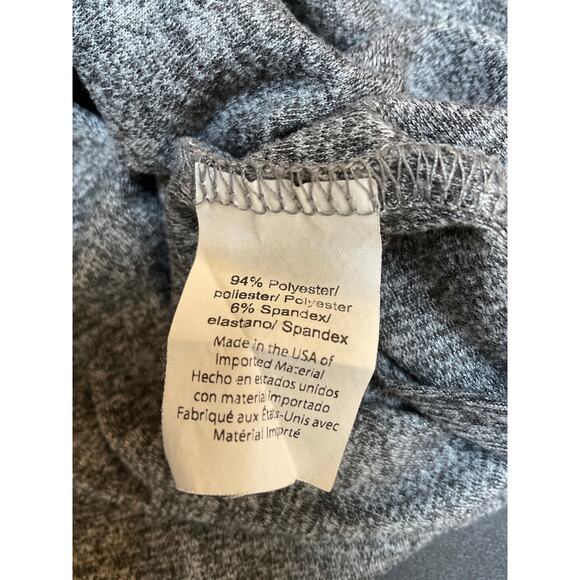 94% Polyester/
poliester/ Polyester
6% Spandex/
elastano/ Spandex
Made in the USA of
Imported Material
Hecho en estados unidos
con material importado
Fabriqué aux États-Unis avec
Matérial Importé